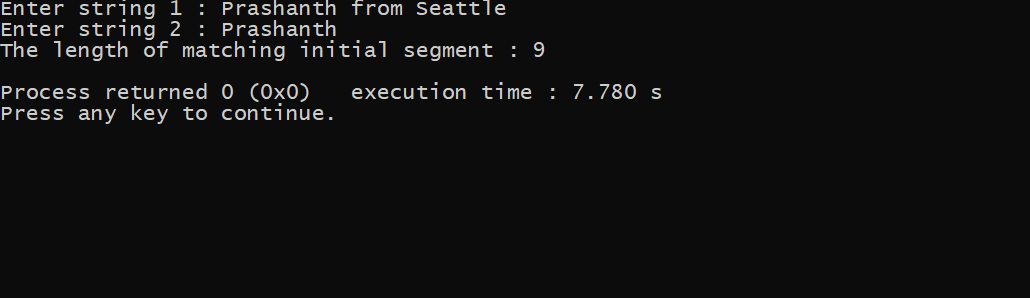 Enter string 1 : Prashanth from Seattle
Enter string 2 : Prashanth
The length of matching initial segment : 9
Process returned 0 (0x0)   execution time : 7.780 s
Press any key to continue.